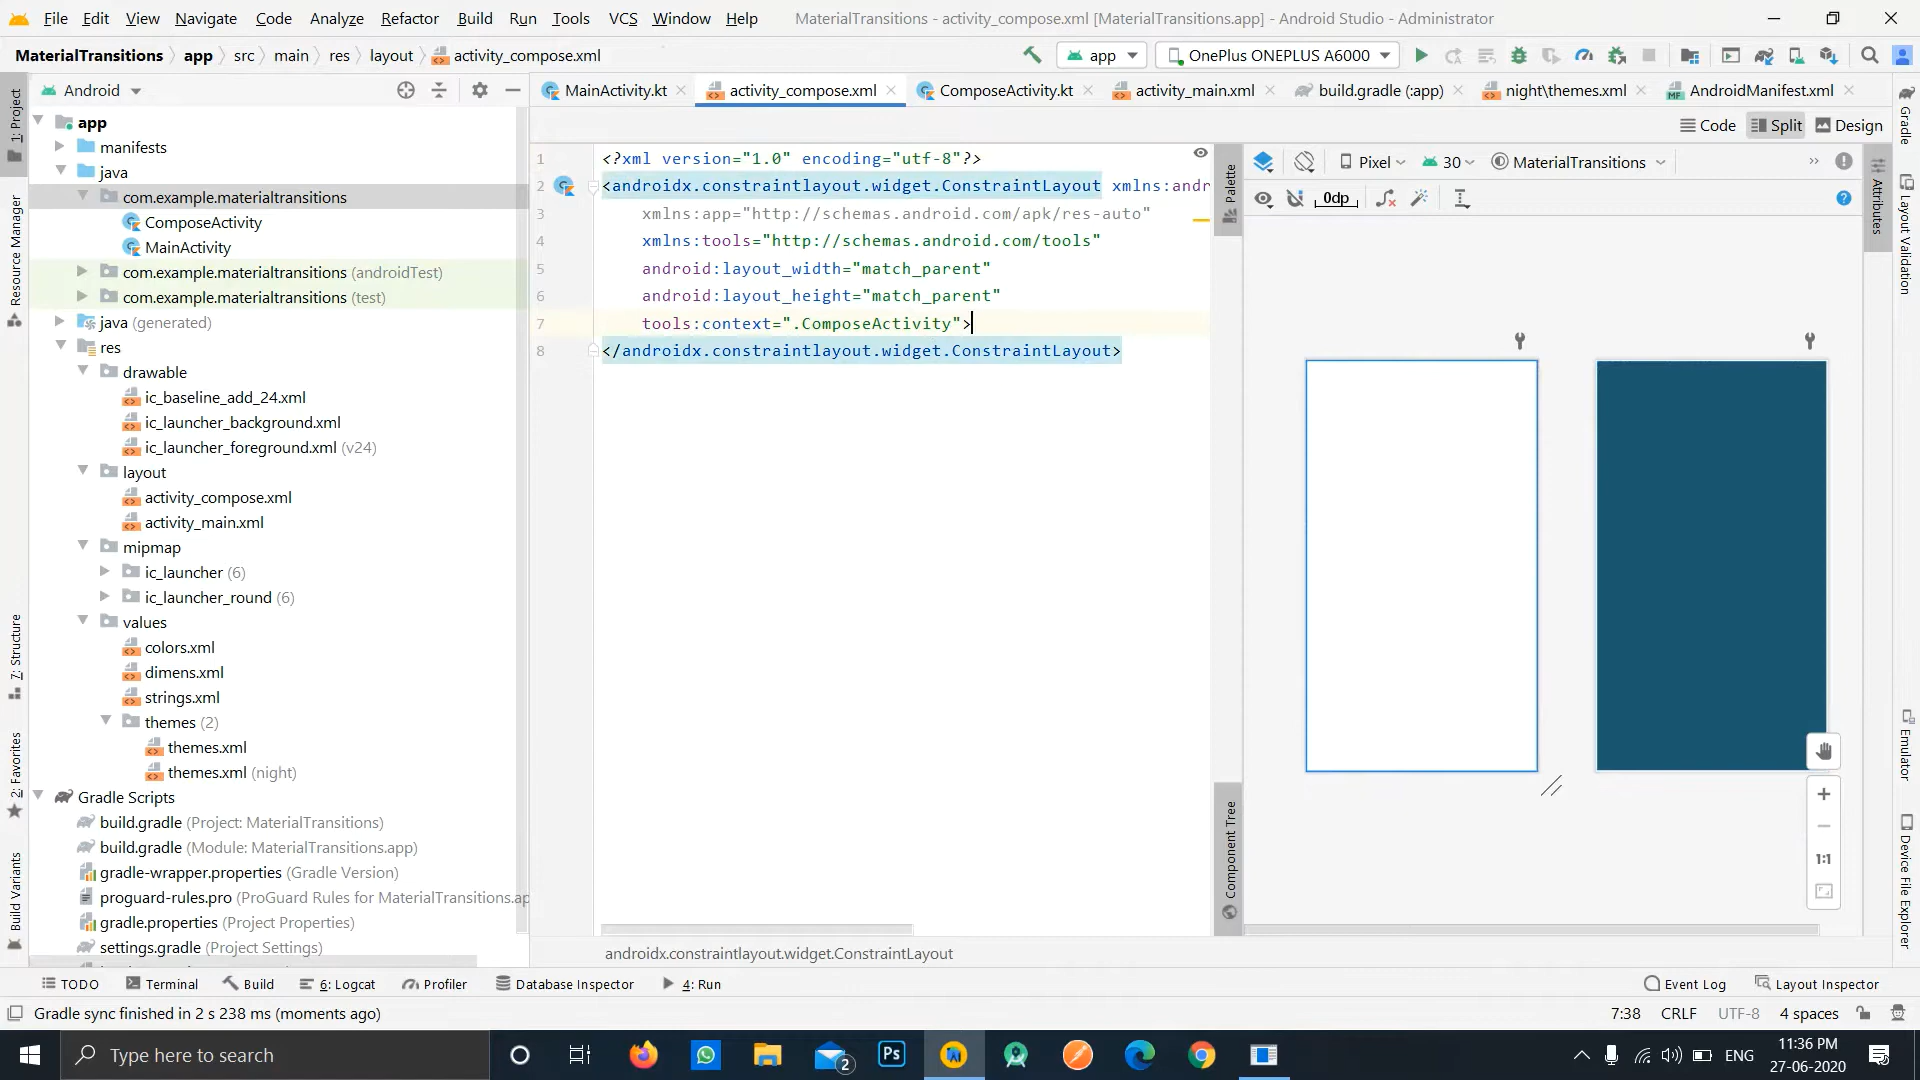 File Edit View Navigate Code Analyze Refactor Build Run Tools VCS Window Help MaterialTransitions - activity_compose.xml [MaterialTransitions.app] - Android Studio - Administrator
MaterialTransitions app src main res layout activity_compose.xml app OnePlus ONEPLUS A6000
Android
MainActivity.kt activity_compose.xml ComposeActivity.kt activity_main.xml build.gradle (:app) night\themes.xml AndroidManifest.xml
Code Split Design
1: Project
Resource Manager
7: Structure
2: Favorites
Build Variants
app
manifests
java
com.example.materialtransitions
ComposeActivity
MainActivity
com.example.materialtransitions (androidTest)
com.example.materialtransitions (test)
java (generated)
res
drawable
ic_baseline_add_24.xml
ic_launcher_background.xml
ic_launcher_foreground.xml (v24)
layout
activity_compose.xml
activity_main.xml
mipmap
ic_launcher (6)
ic_launcher_round (6)
values
colors.xml
dimens.xml
strings.xml
themes (2)
themes.xml
themes.xml (night)
Gradle Scripts
build.gradle (Project: MaterialTransitions)
build.gradle (Module: MaterialTransitions.app)
gradle-wrapper.properties (Gradle Version)
proguard-rules.pro (ProGuard Rules for MaterialTransitions.ap
gradle.properties (Project Properties)
settings.gradle (Project Settings)
1 <?xml version="1.0" encoding="utf-8"?>
2 <androidx.constraintlayout.widget.ConstraintLayout xmlns:andr
3 xmlns:app="http://schemas.android.com/apk/res-auto"
4 xmlns:tools="http://schemas.android.com/tools"
5 android:layout_width="match_parent"
6 android:layout_height="match_parent"
7 tools:context=".ComposeActivity">
8 </androidx.constraintlayout.widget.ConstraintLayout>
androidx.constraintlayout.widget.ConstraintLayout
Palette
Component Tree
Pixel 30 MaterialTransitions
0dp
1:1
Attributes
Gradle
Layout Validation
Emulator
Device File Explorer
TODO Terminal Build 6: Logcat Profiler Database Inspector 4: Run Event Log Layout Inspector
Gradle sync finished in 2 s 238 ms (moments ago) 7:38 CRLF UTF-8 4 spaces
Type here to search 2 Ps ENG 11:36 PM
27-06-2020